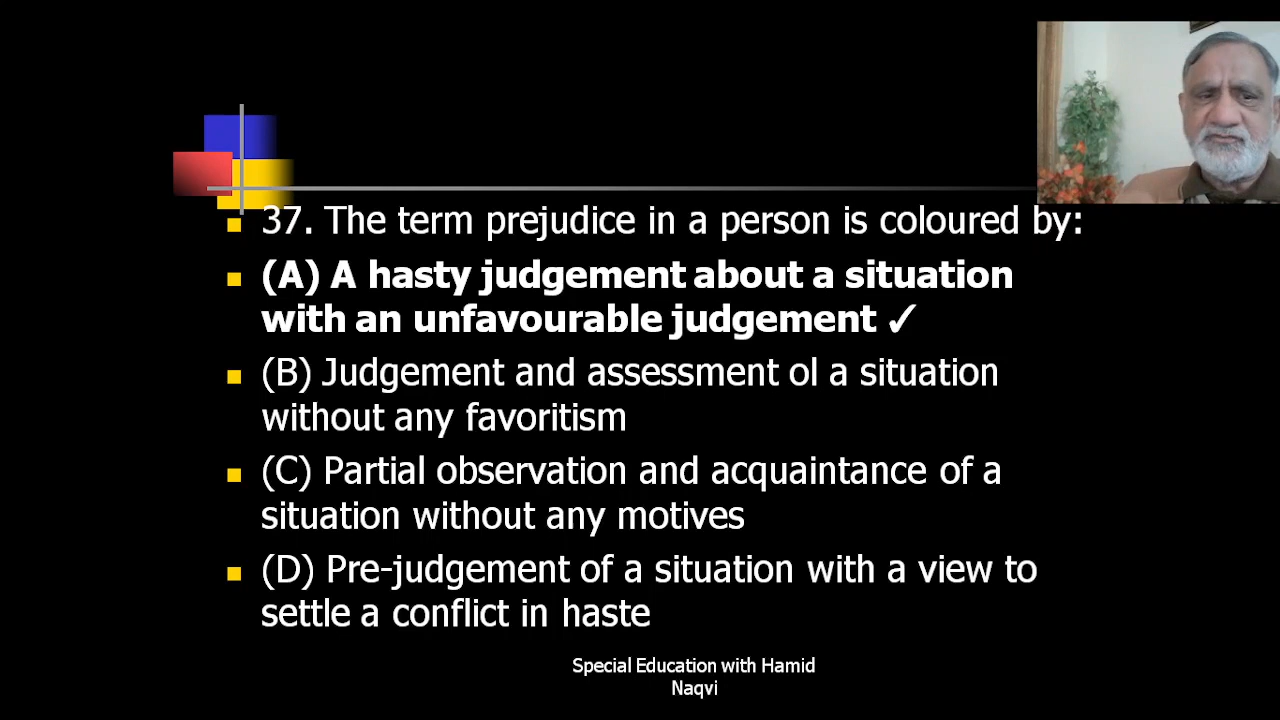 37. The term prejudice in a person is coloured by:
(A) A hasty judgement about a situation
with an unfavourable judgement ✓
(B) Judgement and assessment ol a situation
without any favoritism
(C) Partial observation and acquaintance of a
situation without any motives
(D) Pre-judgement of a situation with a view to
settle a conflict in haste
Special Education with Hamid
Naqvi